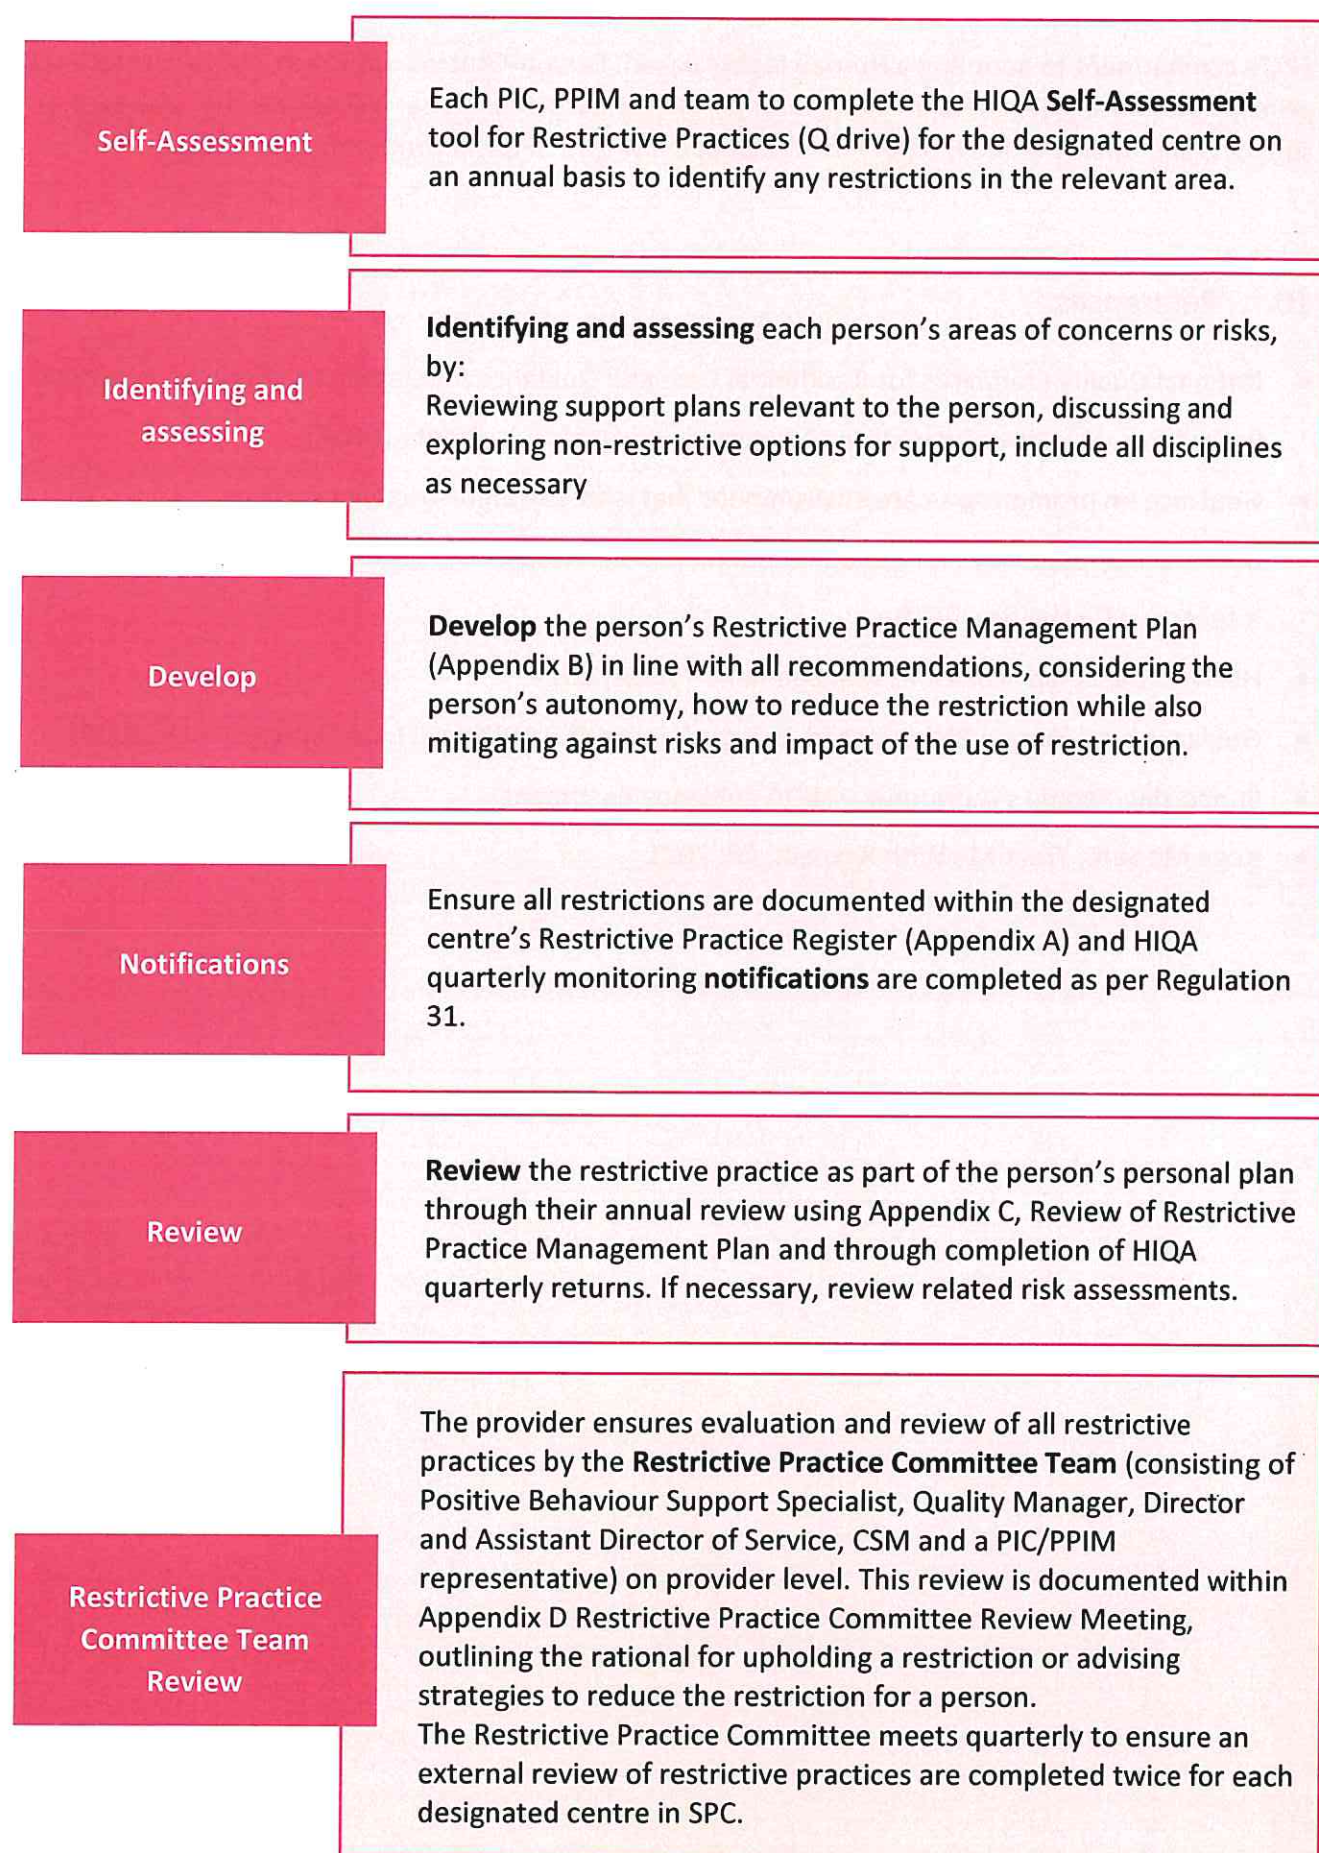 Self-Assessment
Each PIC, PPIM and team to complete the HIQA Self-Assessment
tool for Restrictive Practices (Q drive) for the designated centre on
an annual basis to identify any restrictions in the relevant area.
Identifying and
assessing
Identifying and assessing each person's areas of concerns or risks,
by:
Reviewing support plans relevant to the person, discussing and
exploring non-restrictive options for support, include all disciplines
as necessary
Develop
Develop the person's Restrictive Practice Management Plan
(Appendix B) in line with all recommendations, considering the
person's autonomy, how to reduce the restriction while also
mitigating against risks and impact of the use of restriction.
Notifications
Ensure all restrictions are documented within the designated
centre's Restrictive Practice Register (Appendix A) and HIQA
quarterly monitoring notifications are completed as per Regulation
31.
Review
Review the restrictive practice as part of the person's personal plan
through their annual review using Appendix C, Review of Restrictive
Practice Management Plan and through completion of HIQA
quarterly returns. If necessary, review related risk assessments.
Restrictive Practice
Committee Team
Review
The provider ensures evaluation and review of all restrictive
practices by the Restrictive Practice Committee Team (consisting of
Positive Behaviour Support Specialist, Quality Manager, Director
and Assistant Director of Service, CSM and a PIC/PPIM
representative) on provider level. This review is documented within
Appendix D Restrictive Practice Committee Review Meeting,
outlining the rational for upholding a restriction or advising
strategies to reduce the restriction for a person.
The Restrictive Practice Committee meets quarterly to ensure an
external review of restrictive practices are completed twice for each
designated centre in SPC.